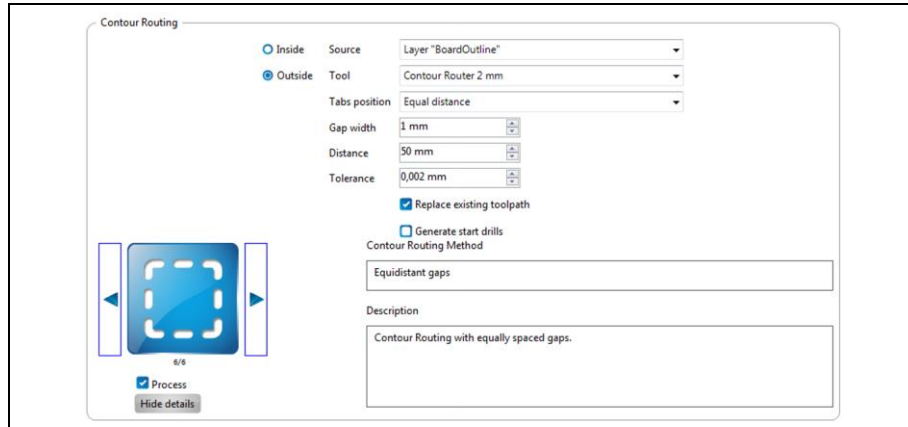 Contour Routing
Inside Source Layer "BoardOutline"
Outside Tool Contour Router 2 mm
Tabs position Equal distance
Gap width 1 mm
Distance 50 mm
Tolerance 0,002 mm
Replace existing toolpath
Generate start drills
Contour Routing Method
Equidistant gaps
Description
Contour Routing with equally spaced gaps.
6/6
Process
Hide details